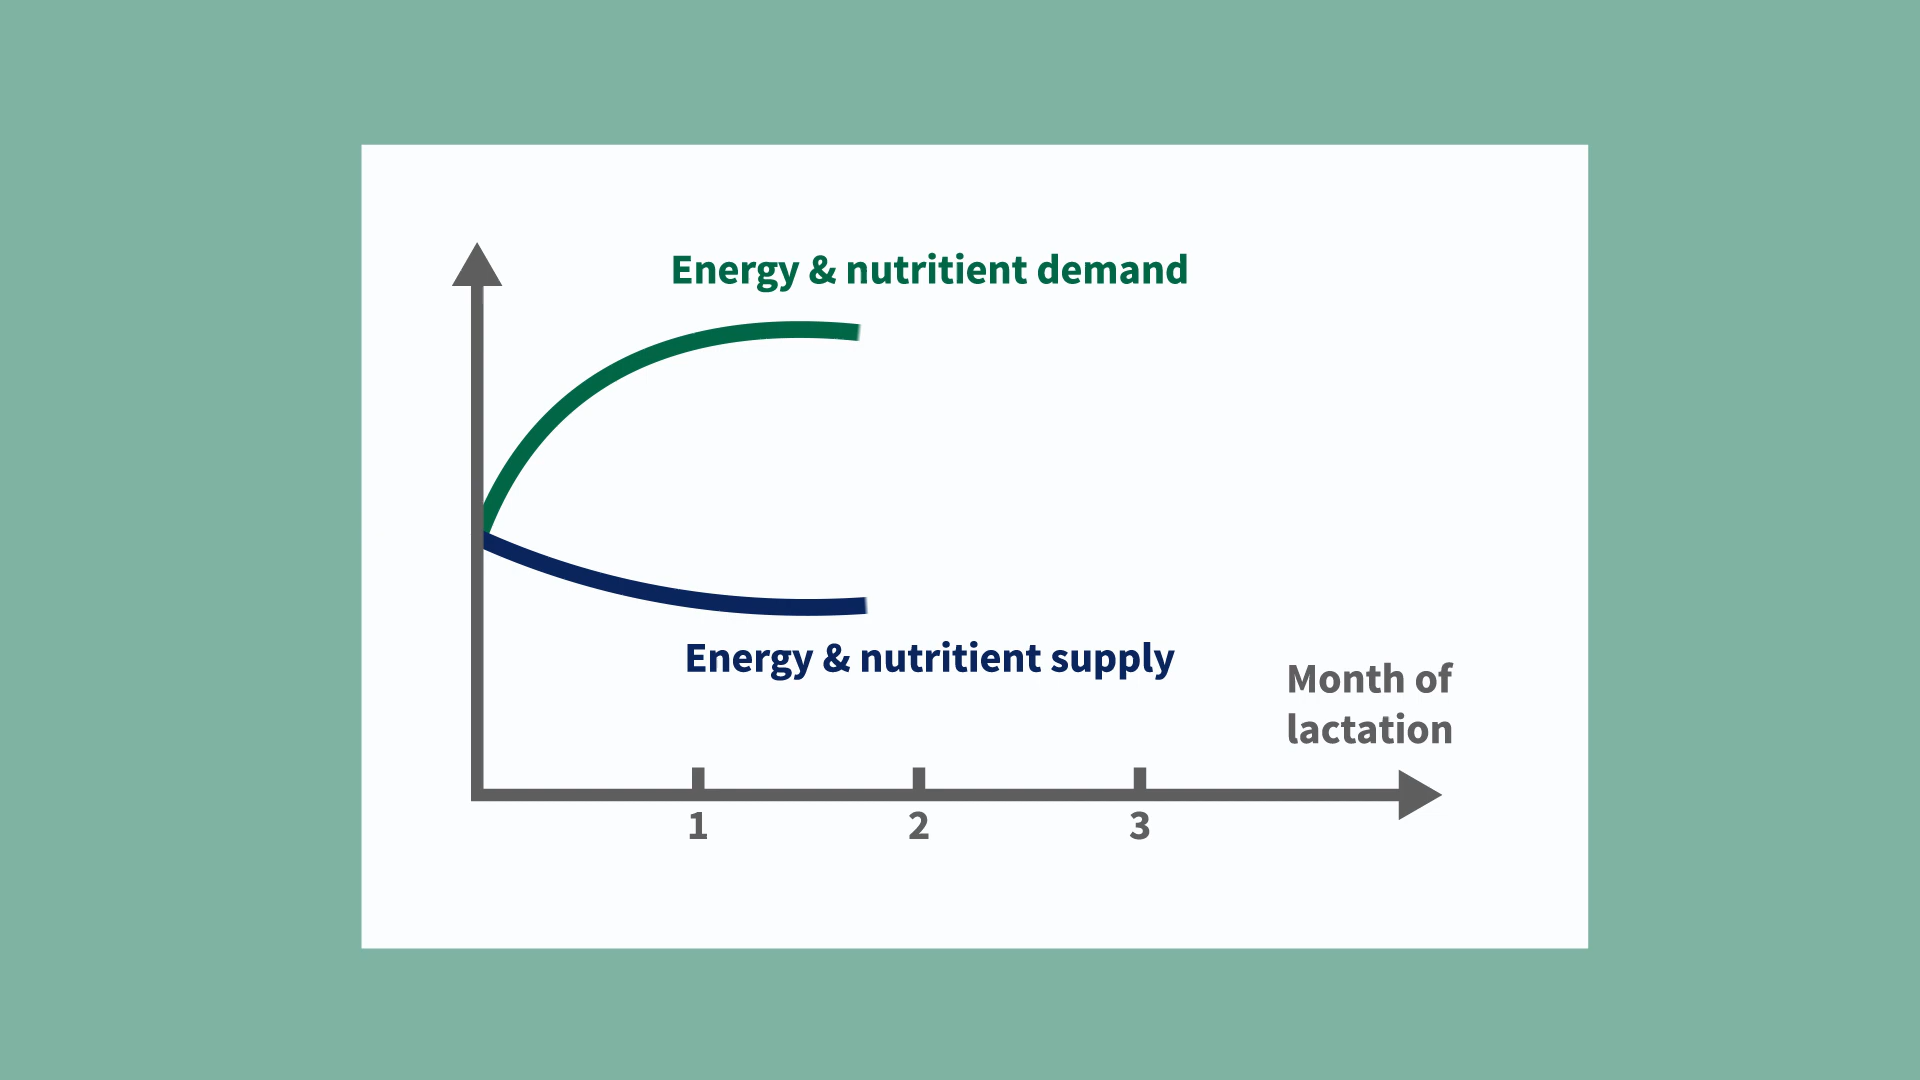 Energy & nutritient demand
Energy & nutritient supply
Month of
lactation
1
2
3